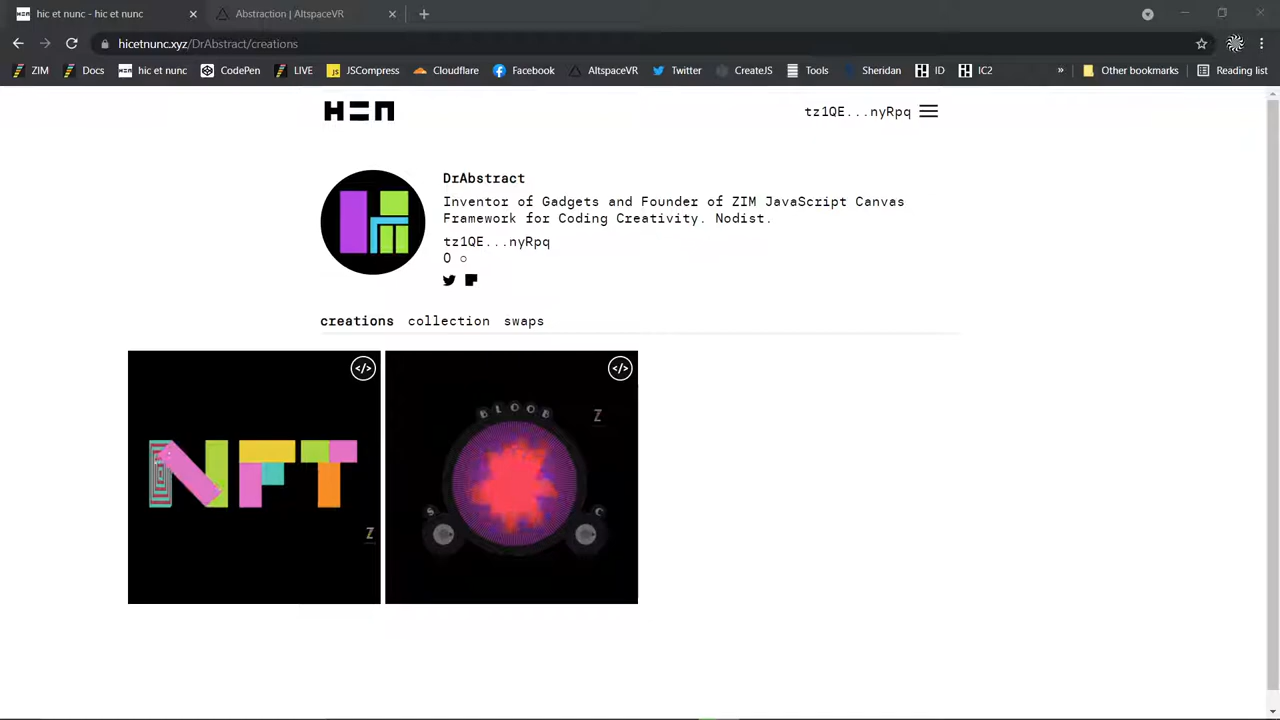 hic et nunc - hic et nunc
Abstraction | AltspaceVR
hicetnunc.xyz/DrAbstract/creations
ZIM Docs hic et nunc CodePen LIVE JSCompress Cloudflare Facebook AltspaceVR Twitter CreateJS Tools Sheridan ID IC2 » Other bookmarks Reading list
tz1QE...nyRpq
DrAbstract
Inventor of Gadgets and Founder of ZIM JavaScript Canvas
Framework for Coding Creativity. Nodist.
tz1QE...nyRpq
0 ○
creations collection swaps
</>
NFT
Z
</>
BLOOB
Z
S
C